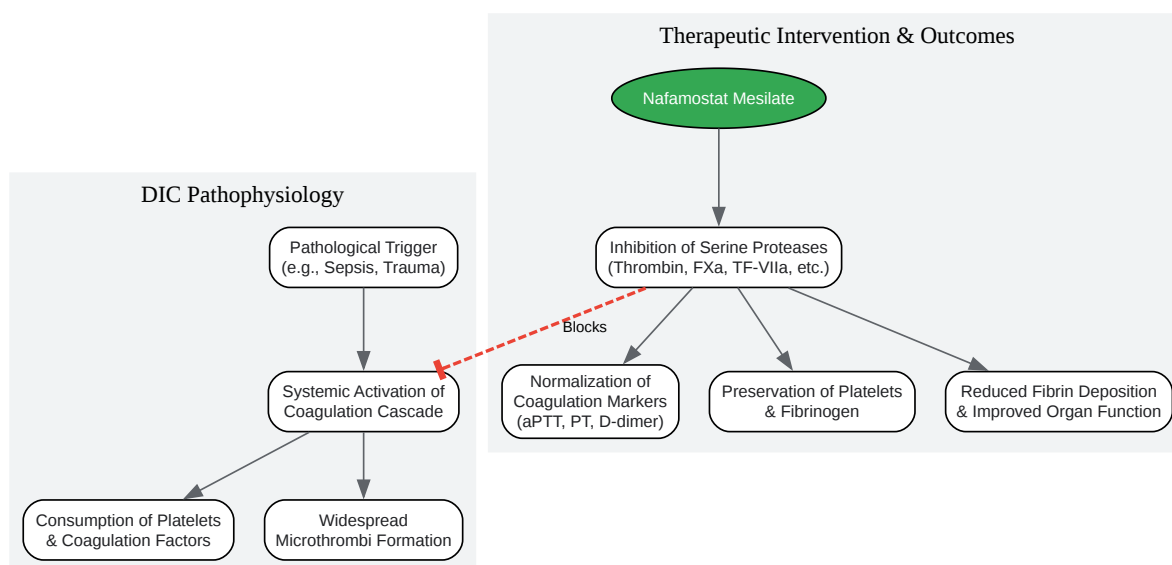 Therapeutic Intervention & Outcomes
Nafamostat Mesilate
DIC Pathophysiology
Pathological Trigger
(e.g., Sepsis, Trauma)
Inhibition of Serine Proteases
(Thrombin, FXa, TF-VIIa, etc.)
Blocks
Systemic Activation of
Coagulation Cascade
Normalization of
Coagulation Markers
(aPTT, PT, D-dimer)
Preservation of Platelets
& Fibrinogen
Reduced Fibrin Deposition
& Improved Organ Function
Consumption of Platelets
& Coagulation Factors
Widespread
Microthrombi Formation